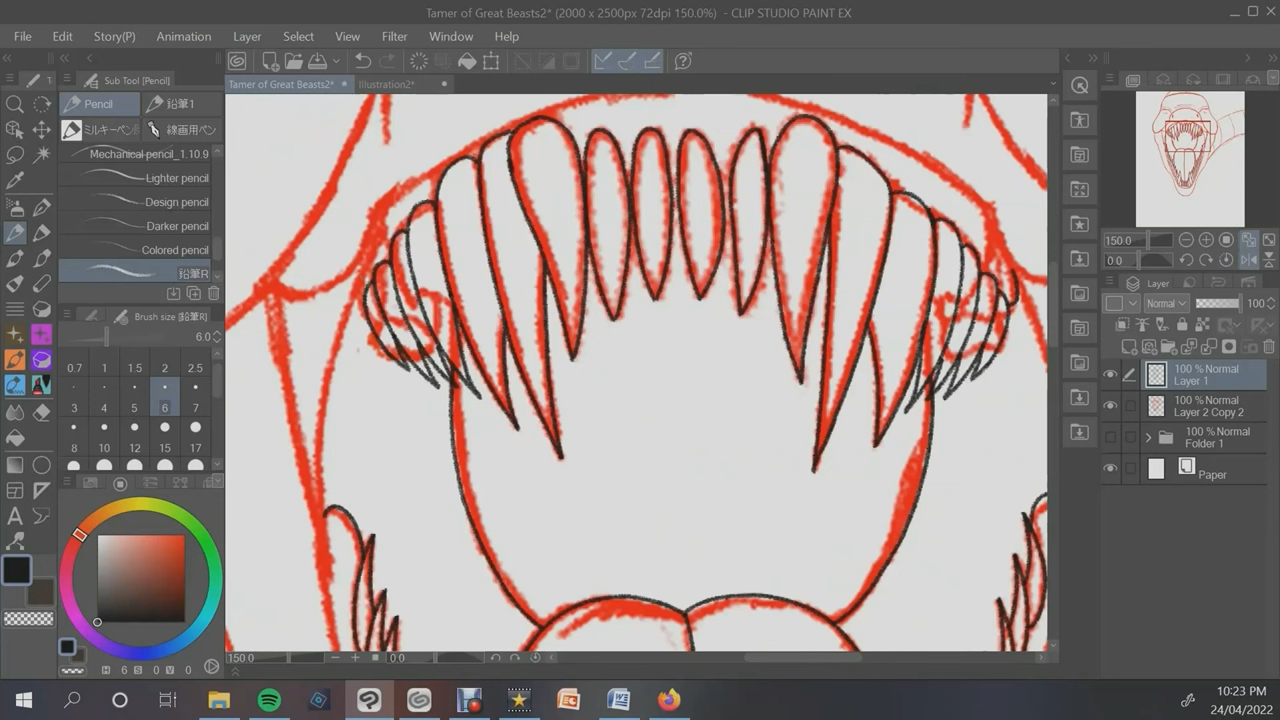 Tamer of Great Beasts2* (2000 x 2500px 72dpi 150.0%) - CLIP STUDIO PAINT EX
File Edit Story(P) Animation Layer Select View Filter Window Help
T Sub Tool [Pencil]
Tamer of Great Beasts2* Illustration2*
Pencil 鉛筆1
ミルキーペン 線画用ペン
Mechanical pencil_1.10.9
Lighter pencil
Design pencil
Darker pencil
Colored pencil
鉛筆R
Brush size [鉛筆R]
6.0
0.7 1 1.5 2 2.5
3 4 5 6 7
8 10 12 15 17
150.0
0 0
Layer
Normal 100
100 % Normal
Layer 1
100 % Normal
Layer 2 Copy 2
100 % Normal
Folder 1
Paper
H 6 S 0 V 0
150.0 0 0
10:23 PM
24/04/2022